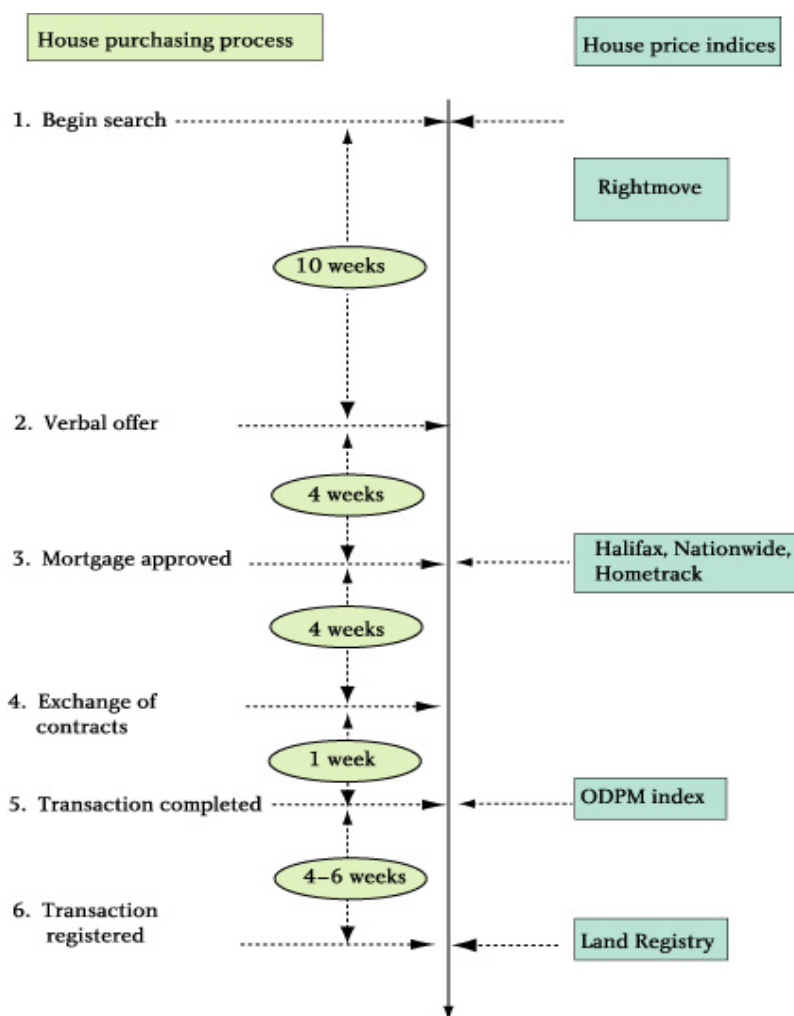 House purchasing process
House price indices
1. Begin search
Rightmove
10 weeks
2. Verbal offer
4 weeks
3. Mortgage approved
Halifax, Nationwide,
Hometrack
4 weeks
4. Exchange of
contracts
1 week
5. Transaction completed
ODPM index
4–6 weeks
6. Transaction
registered
Land Registry